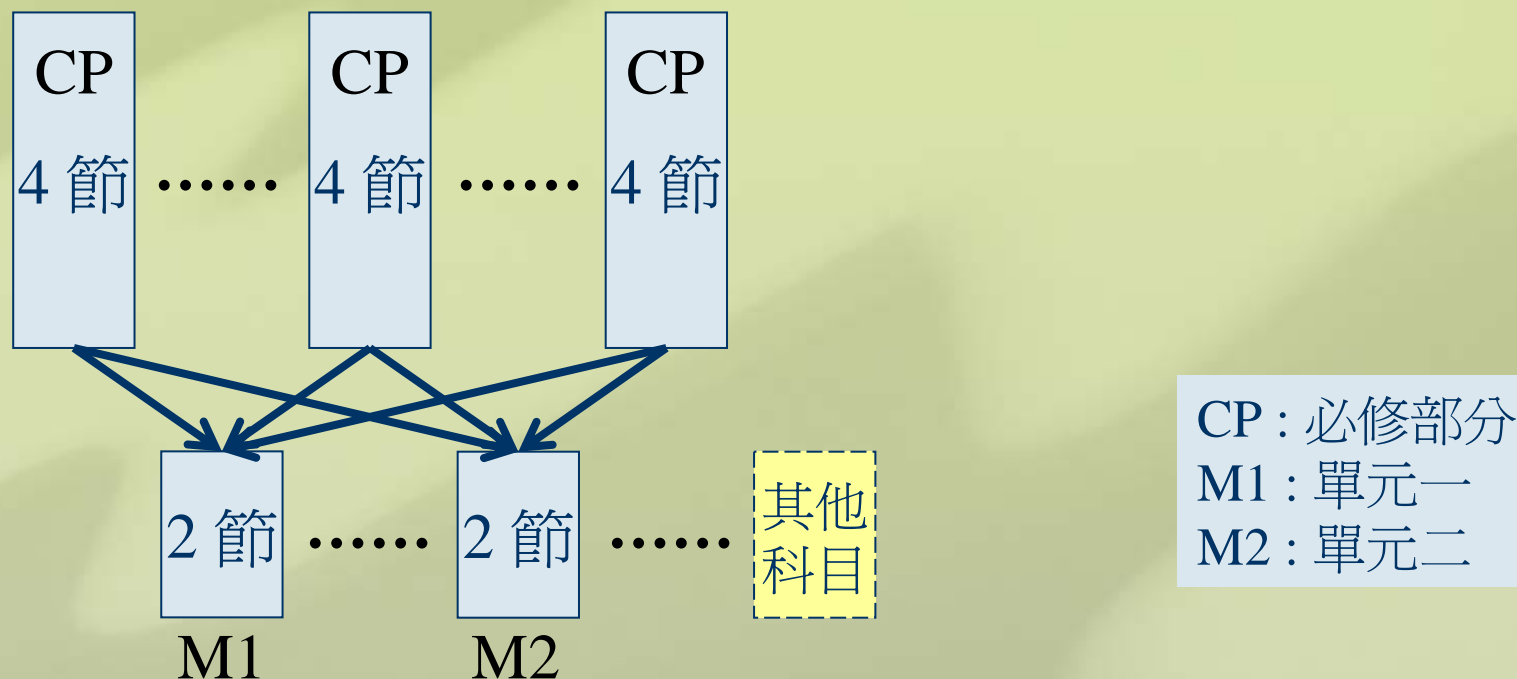 CP
4 節
……
CP
4 節
……
CP
4 節
2 節
……
2 節
……
其他
科目
M1
M2
CP : 必修部分
M1 : 單元一
M2 : 單元二